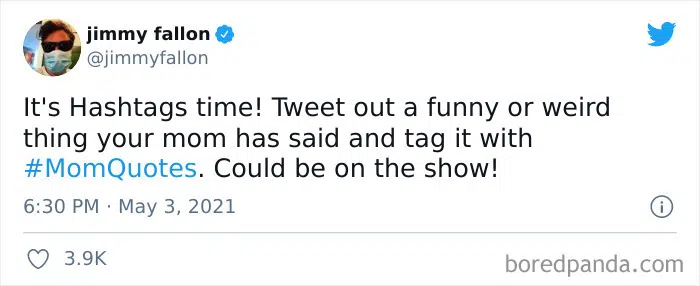 jimmy fallon
@jimmyfallon
It's Hashtags time! Tweet out a funny or weird
thing your mom has said and tag it with
#MomQuotes. Could be on the show!
6:30 PM · May 3, 2021
3.9K
boredpanda.com